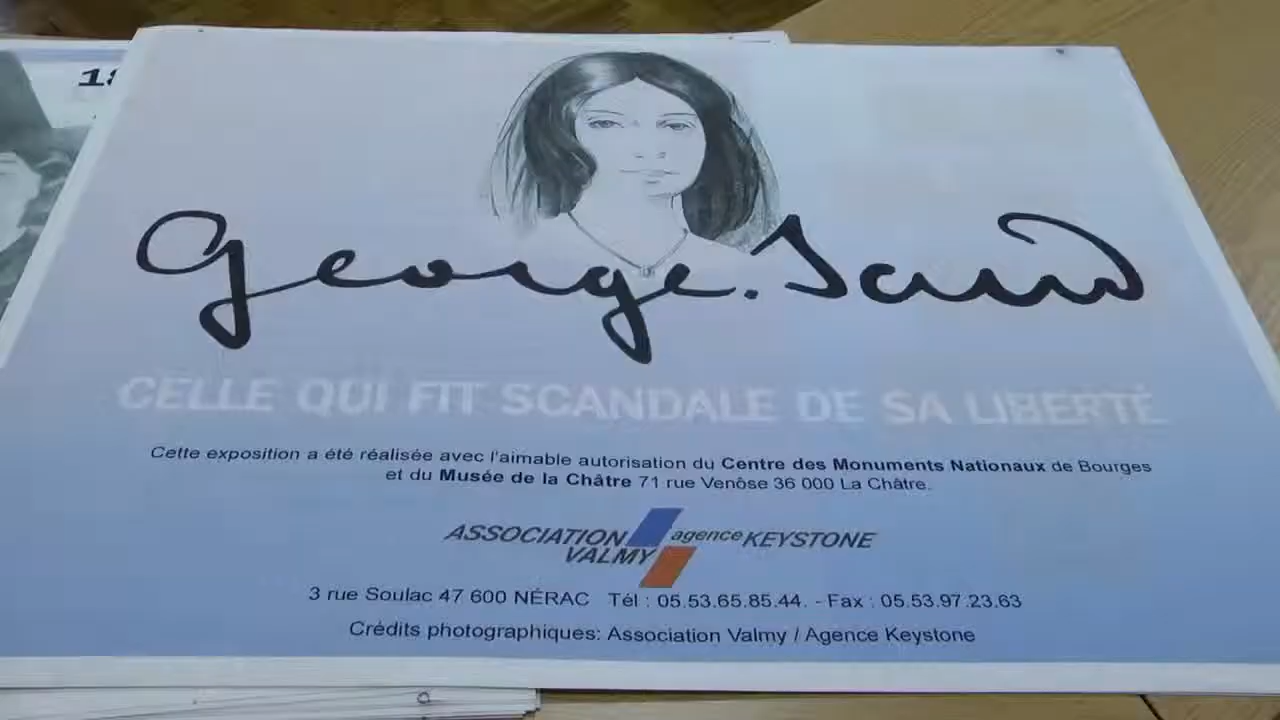 18
George.Sand
CELLE QUI FIT SCANDALE DE SA LIBERTÉ
Cette exposition a été réalisée avec l'aimable autorisation du Centre des Monuments Nationaux de Bourges
et du Musée de la Châtre 71 rue Venôse 36 000 La Châtre.
ASSOCIATION agence KEYSTONE
VALMY
3 rue Soulac 47 600 NÉRAC Tél : 05.53.65.85.44. - Fax : 05.53.97.23.63
Crédits photographiques: Association Valmy / Agence Keystone